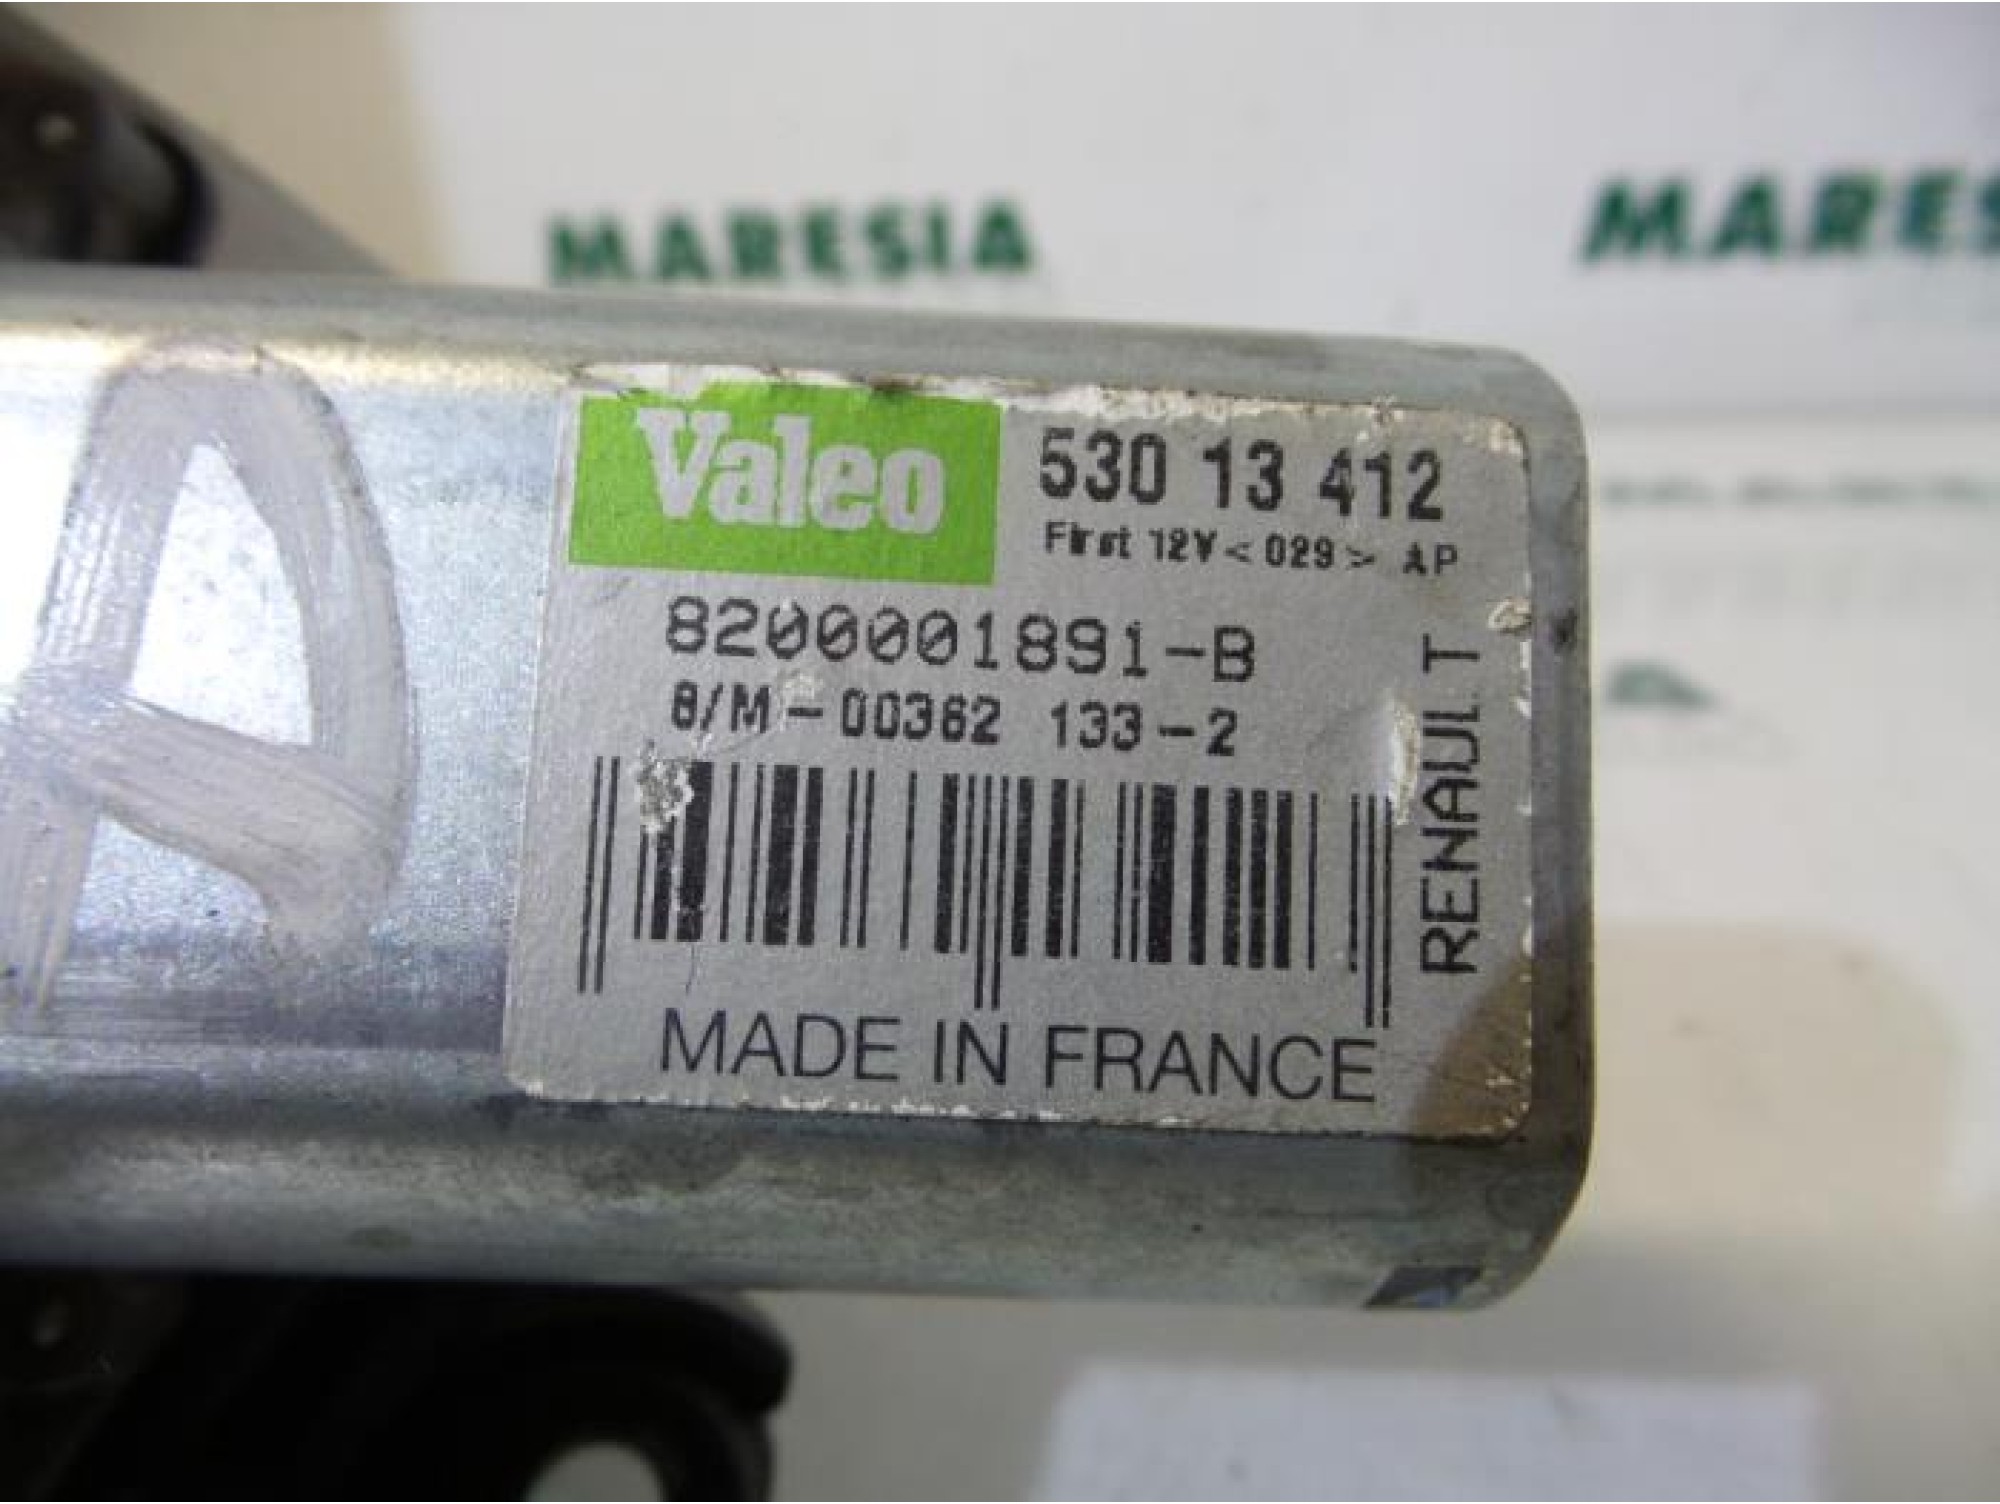 MARESIA
MARES
Valeo
530 13 412
First 12V < 029 > AP
8200001891-B
8/M-00362 133-2
RENAULT
MADE IN FRANCE